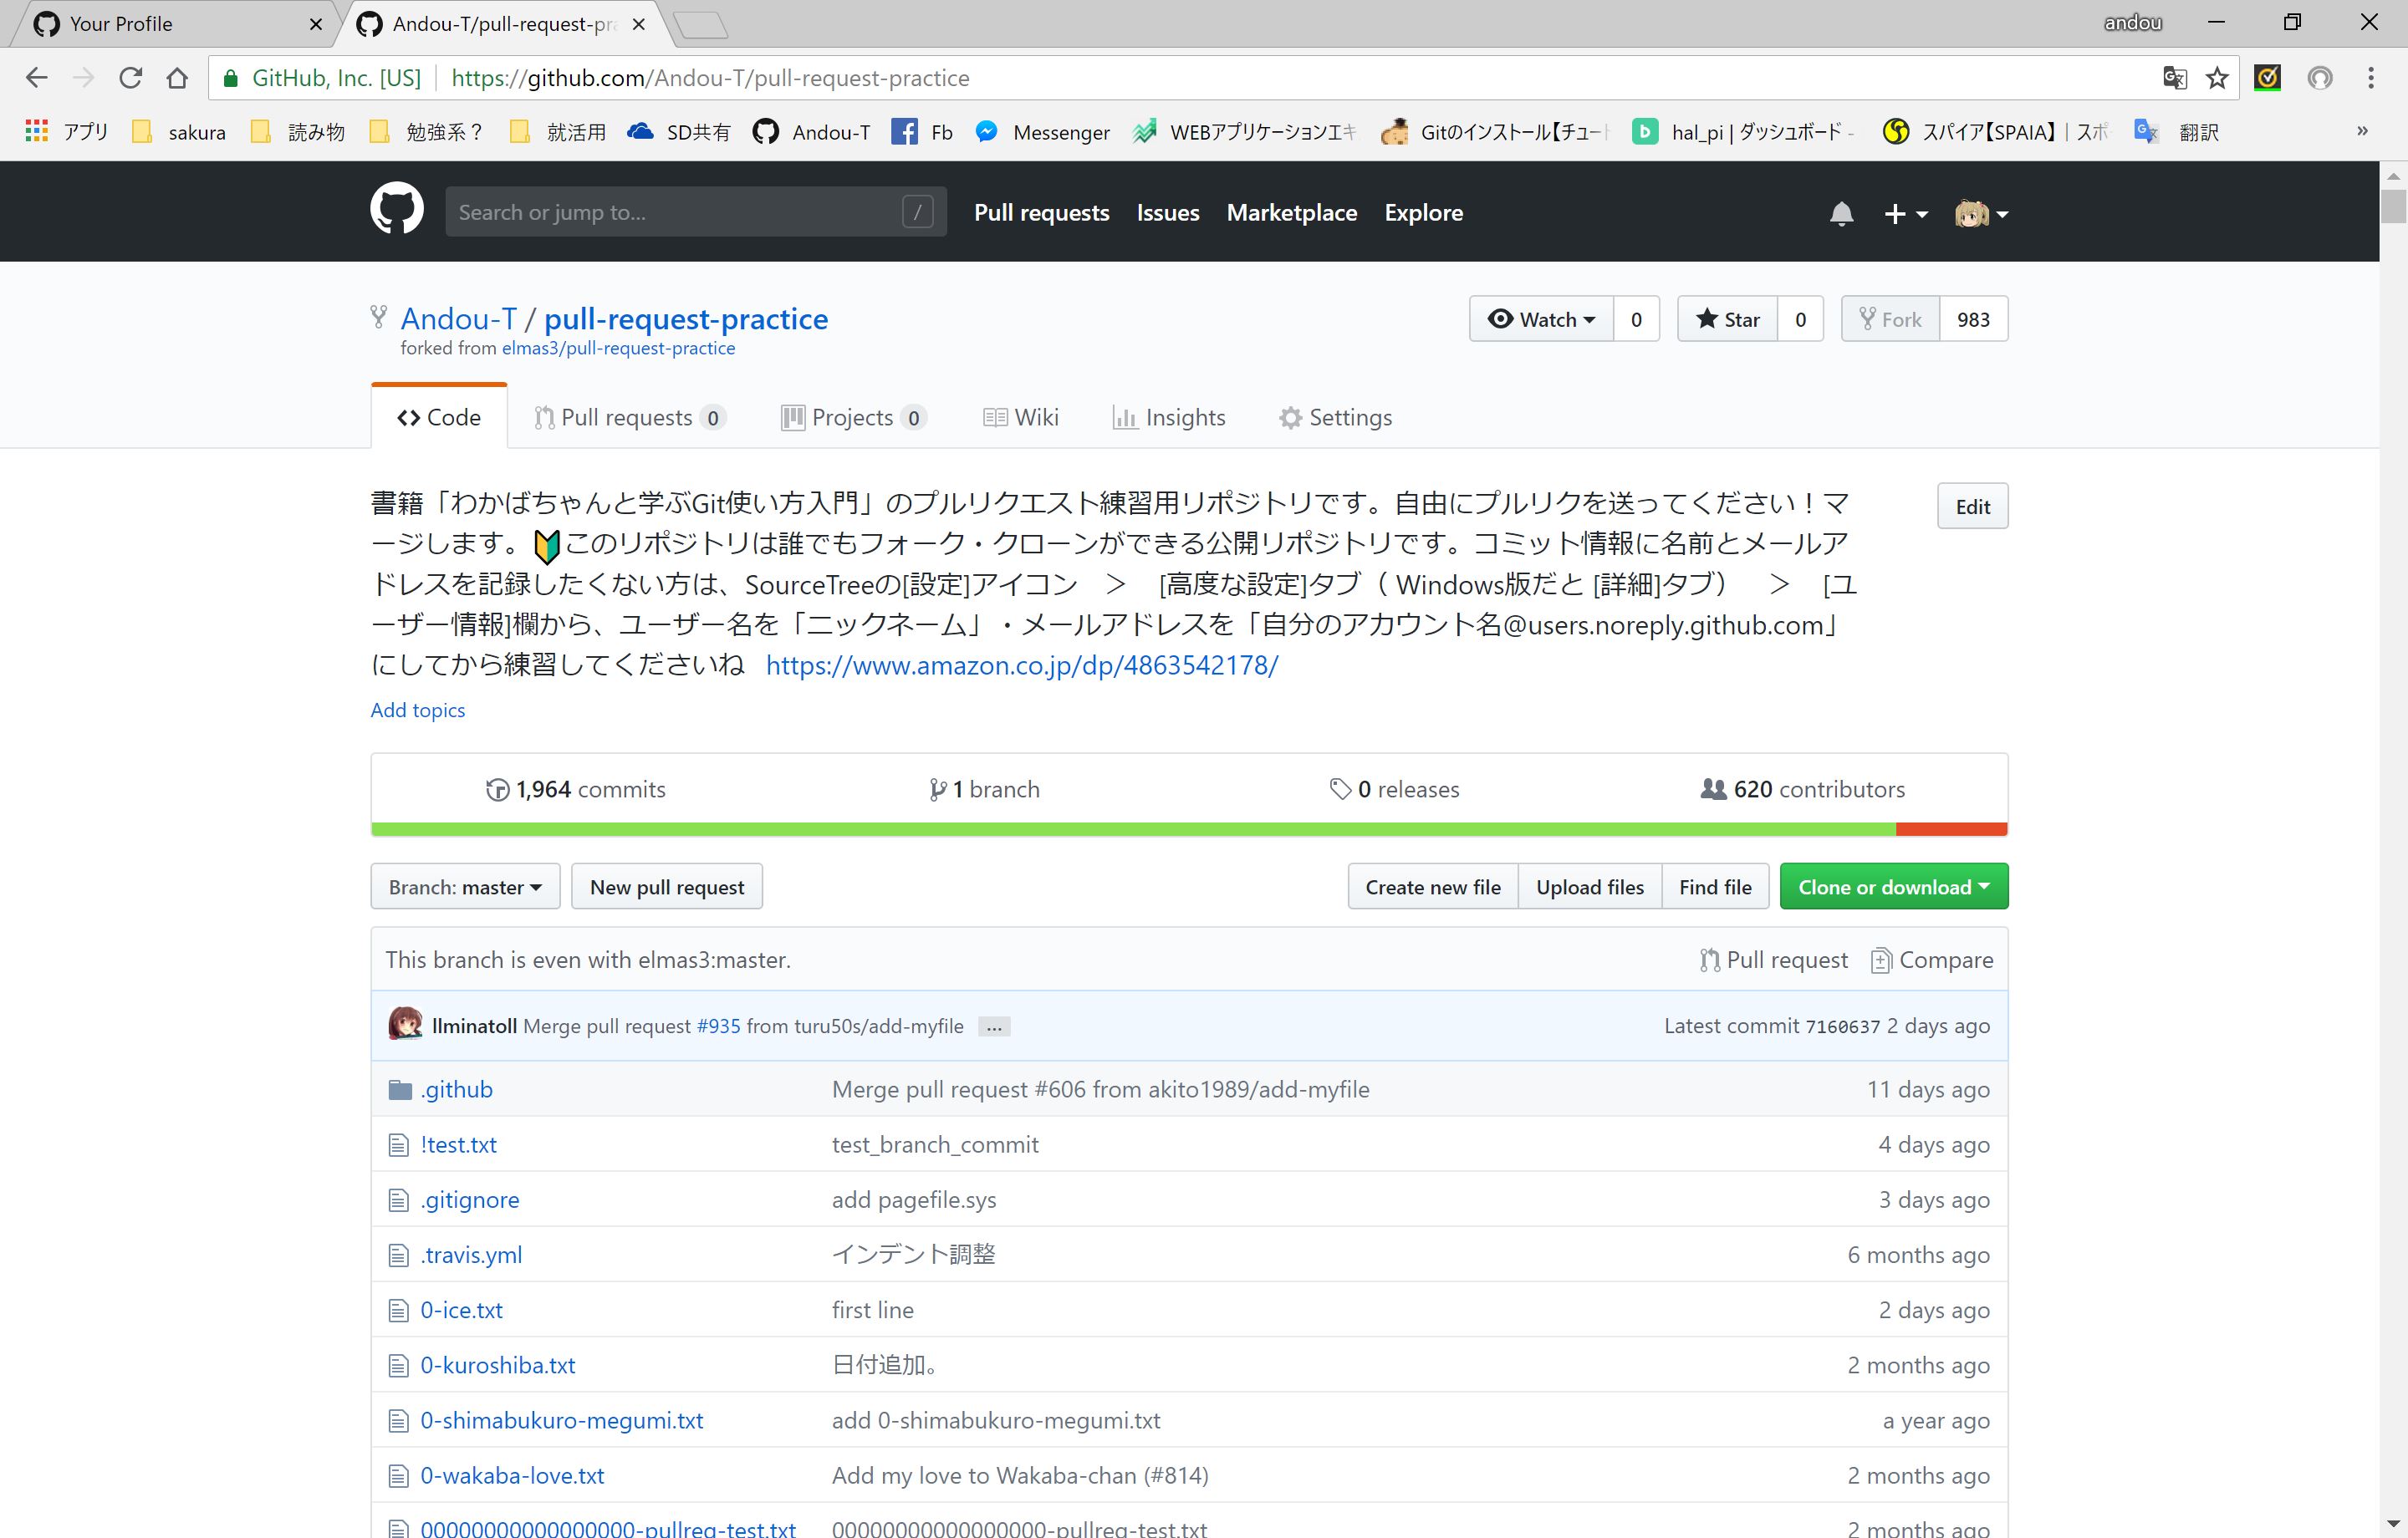 Your Profile
Andou-T/pull-request-pra
andou
GitHub, Inc. [US]
https://github.com/Andou-T/pull-request-practice
アプリ
sakura
読み物
勉強系？
就活用
SD共有
Andou-T
Fb
Messenger
WEBアプリケーションエキ
Gitのインストール【チュート
hal_pi | ダッシュボード -
スパイア【SPAIA】 | スポ
翻訳
»
Search or jump to...
/
Pull requests
Issues
Marketplace
Explore
Andou-T / pull-request-practice
forked from elmas3/pull-request-practice
Watch
0
Star
0
Fork
983
Code
Pull requests 0
Projects 0
Wiki
Insights
Settings
書籍「わかばちゃんと学ぶGit使い方入門」のプルリクエスト練習用リポジトリです。自由にプルリクを送ってください！マ
ージします。🔰このリポジトリは誰でもフォーク・クローンができる公開リポジトリです。コミット情報に名前とメールア
ドレスを記録したくない方は、SourceTreeの[設定]アイコン　＞　[高度な設定]タブ（ Windows版だと [詳細]タブ）　＞　[ユ
ーザー情報]欄から、ユーザー名を「ニックネーム」・メールアドレスを「自分のアカウント名@users.noreply.github.com」
にしてから練習してくださいね https://www.amazon.co.jp/dp/4863542178/
Edit
Add topics
1,964 commits
1 branch
0 releases
620 contributors
Branch: master
New pull request
Create new file
Upload files
Find file
Clone or download
This branch is even with elmas3:master.
Pull request
Compare
llminatoll Merge pull request #935 from turu50s/add-myfile ...
Latest commit 7160637 2 days ago
.github
Merge pull request #606 from akito1989/add-myfile
11 days ago
!test.txt
test_branch_commit
4 days ago
.gitignore
add pagefile.sys
3 days ago
.travis.yml
インデント調整
6 months ago
0-ice.txt
first line
2 days ago
0-kuroshiba.txt
日付追加。
2 months ago
0-shimabukuro-megumi.txt
add 0-shimabukuro-megumi.txt
a year ago
0-wakaba-love.txt
Add my love to Wakaba-chan (#814)
2 months ago
00000000000000000-pullreq-test.txt
00000000000000000-pullreq-test.txt
2 months ago